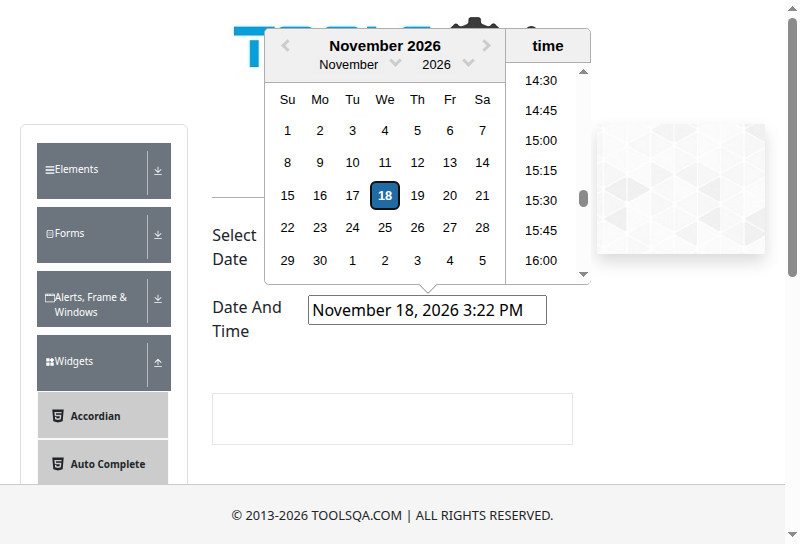 November 2026
November
2026
time
Su Mo Tu We Th Fr Sa
1 2 3 4 5 6 7
8 9 10 11 12 13 14
15 16 17 18 19 20 21
22 23 24 25 26 27 28
29 30 1 2 3 4 5
14:30
14:45
15:00
15:15
15:30
15:45
16:00
Elements
Forms
Alerts, Frame &
Windows
Widgets
Accordian
Auto Complete
Select
Date
Date And
Time
November 18, 2026 3:22 PM
© 2013-2026 TOOLSQA.COM | ALL RIGHTS RESERVED.